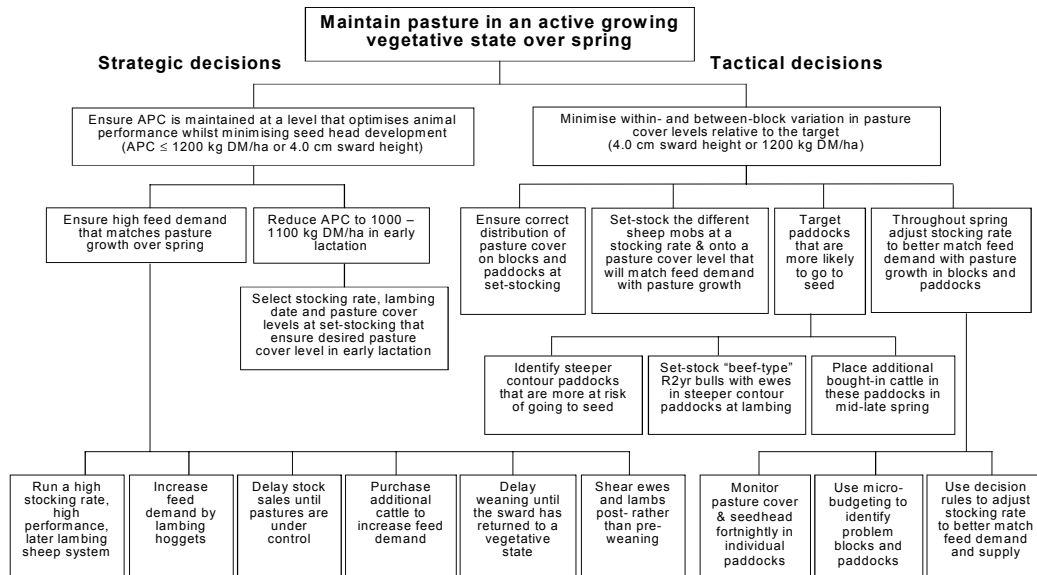 Maintain pasture in an active growing
vegetative state over spring
Strategic decisions
Tactical decisions
Ensure APC is maintained at a level that optimises animal
performance whilst minimising seed head development
(APC ≤ 1200 kg DM/ha or 4.0 cm sward height)
Minimise within- and between-block variation in pasture
cover levels relative to the target
(4.0 cm sward height or 1200 kg DM/ha)
Ensure high feed demand
that matches pasture
growth over spring
Reduce APC to 1000 –
1100 kg DM/ha in early
lactation
Ensure correct
distribution of
pasture cover
on blocks and
paddocks at
set-stocking
Set-stock the different
sheep mobs at a
stocking rate & onto a
pasture cover level that
will match feed demand
with pasture growth
Target
paddocks
that are
more likely
to go to
seed
Throughout spring
adjust stocking rate
to better match feed
demand with pasture
growth in blocks and
paddocks
Select stocking rate, lambing
date and pasture cover
levels at set-stocking that
ensure desired pasture
cover level in early lactation
Identify steeper
contour paddocks
that are more at risk
of going to seed
Set-stock “beef-type”
R2yr bulls with ewes
in steeper contour
paddocks at lambing
Place additional
bought-in cattle in
these paddocks in
mid-late spring
Run a high
stocking rate,
high
performance,
later lambing
sheep system
Increase
feed
demand by
lambing
hoggets
Delay stock
sales until
pastures are
under
control
Purchase
additional
cattle to
increase feed
demand
Delay
weaning until
the sward has
returned to a
vegetative
state
Shear ewes
and lambs
post- rather
than pre-
weaning
Monitor
pasture cover
& seedhead
fortnightly in
individual
paddocks
Use micro-
budgeting to
identify
problem
blocks and
paddocks
Use decision
rules to adjust
stocking rate
to better match
feed demand
and supply